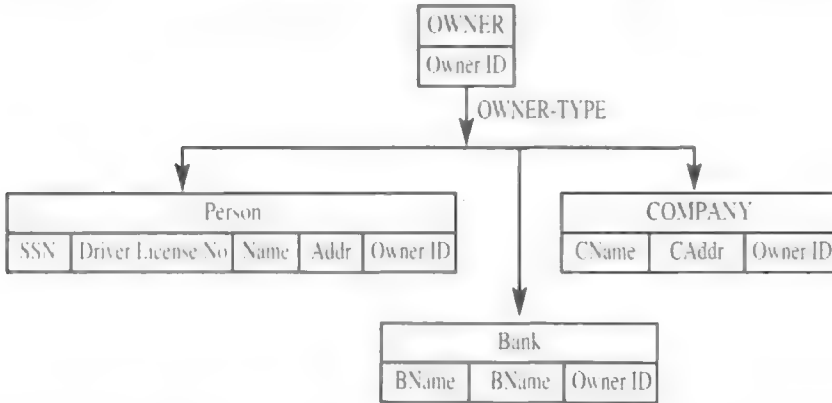 OWNER
Owner ID
OWNER-TYPE
Person
SSN Driver License No Name Addr Owner ID
COMPANY
CName CAddr Owner ID
Bank
BName BName Owner ID